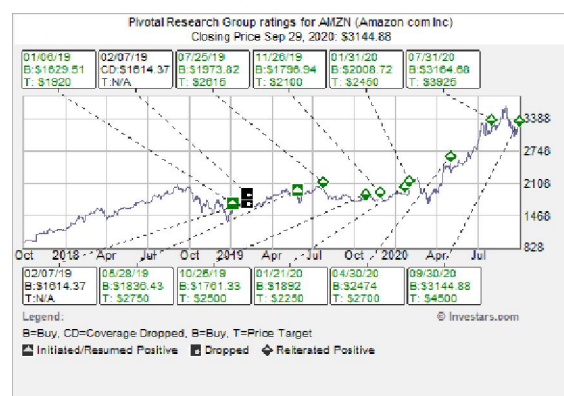 Pivotal Research Group ratings for AMZN (Amazon com Inc)
Closing Price Sep 29, 2020: $3144.88
01/06/19 02/07/19 07/25/19 11/26/19 01/31/20 07/31/20
B:$1629.51 CD:$1614.37 B:$1973.82 B:$1796.94 B:$2008.72 B:$3164.68
T: $1920 T:N/A T: $2615 T: $2100 T: $2450 T: $3925
3388
2748
2108
1468
828
Oct 2018 Apr Jul Oct 2019 Apr Jul Oct 2020 Apr Jul
02/07/19 05/28/19 10/26/19 01/21/20 04/30/20 09/30/20
B:$1614.37 B:$1836.43 B:$1761.33 B:$1892 B:$2474 B:$3144.88
T:N/A T: $2750 T: $2500 T: $2250 T: $2700 T: $4500
Legend: © Investars.com
B=Buy, CD=Coverage Dropped, B=Buy, T=Price Target
Initiated/Resumed Positive Dropped Reiterated Positive